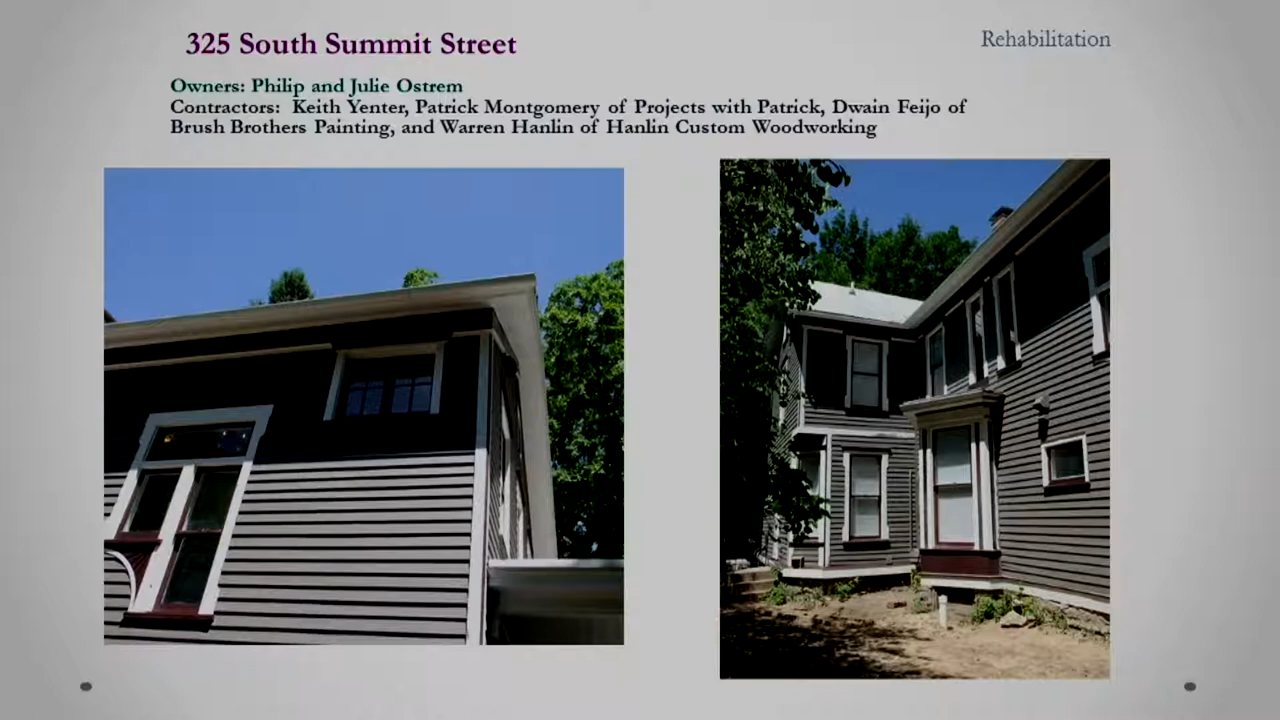 325 South Summit Street
Rehabilitation
Owners: Philip and Julie Ostrem
Contractors: Keith Yenter, Patrick Montgomery of Projects with Patrick, Dwain Feijo of
Brush Brothers Painting, and Warren Hanlin of Hanlin Custom Woodworking